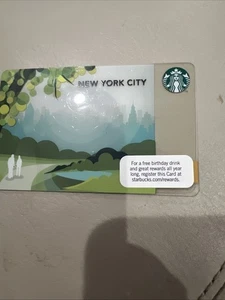 NEW YORK CITY
For a free birthday drink
and great rewards all year
long, register this Card at
starbucks.com/rewards.